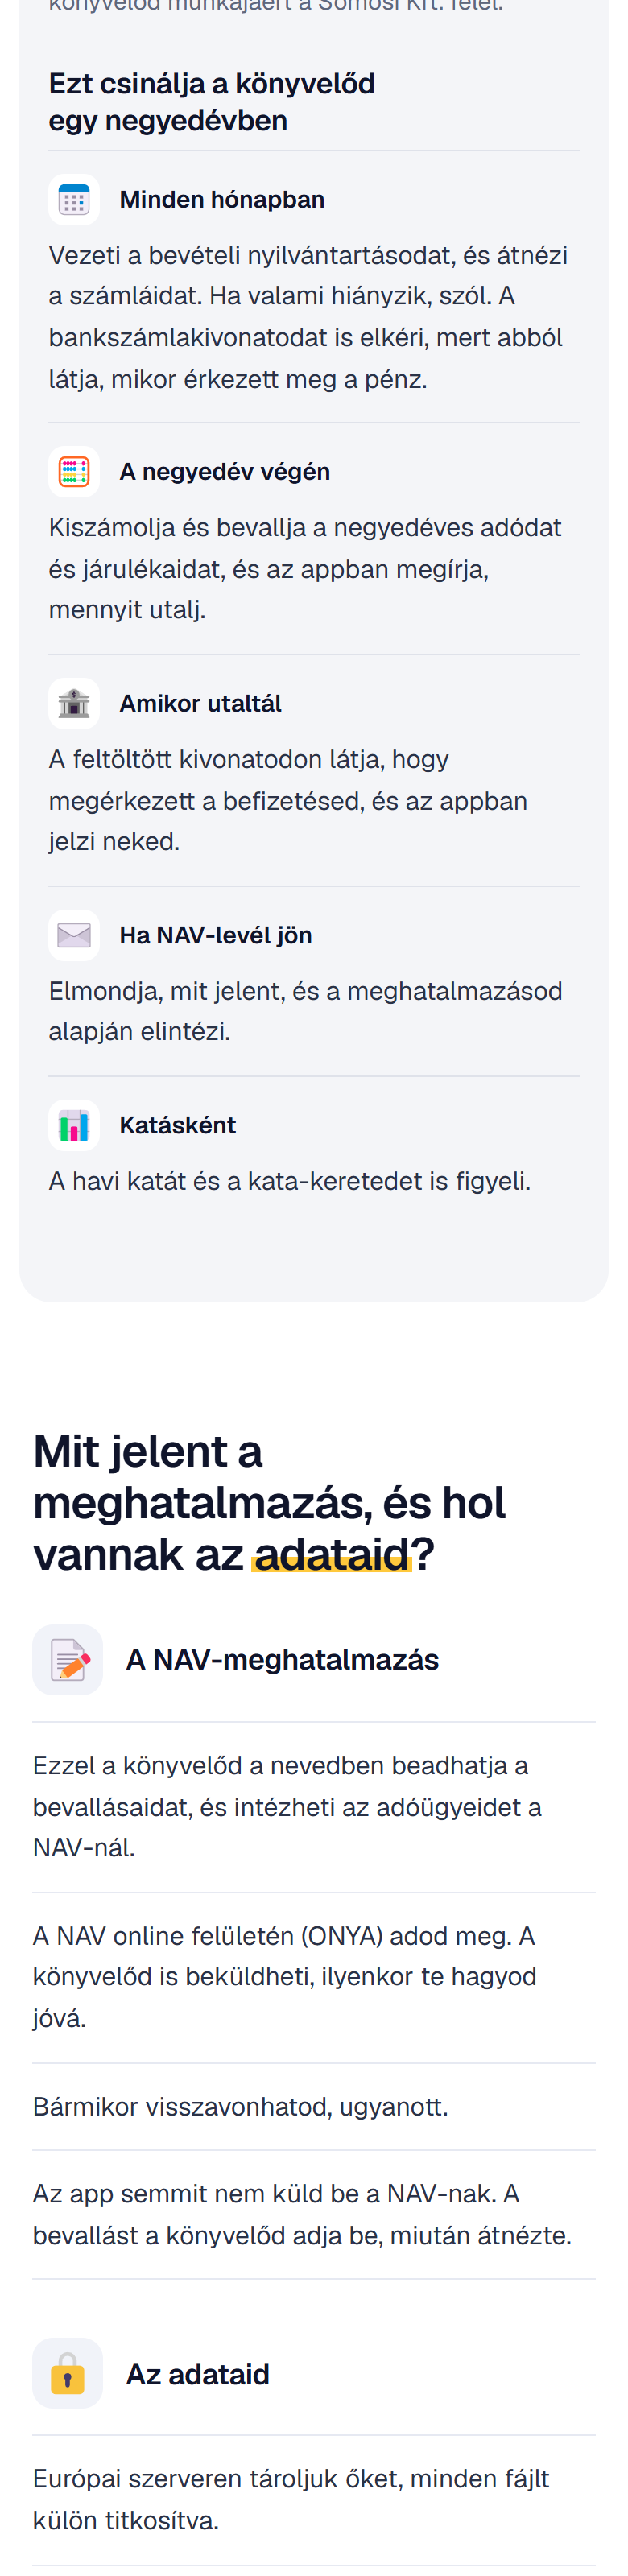 könyvelőd munkájáért a Somosi Kft. felel.
Ezt csinálja a könyvelőd
egy negyedévben
Minden hónapban
Vezeti a bevételi nyilvántartásodat, és átnézi
a számláidat. Ha valami hiányzik, szól. A
bankszámlakivonatodat is elkéri, mert abból
látja, mikor érkezett meg a pénz.
A negyedév végén
Kiszámolja és bevallja a negyedéves adódat
és járulékaidat, és az appban megírja,
mennyit utalj.
Amikor utaltál
A feltöltött kivonatodon látja, hogy
megérkezett a befizetésed, és az appban
jelzi neked.
Ha NAV-levél jön
Elmondja, mit jelent, és a meghatalmazásod
alapján elintézi.
Katásként
A havi katát és a kata-keretedet is figyeli.
Mit jelent a
meghatalmazás, és hol
vannak az adataid?
A NAV-meghatalmazás
Ezzel a könyvelőd a nevedben beadhatja a
bevallásaidat, és intézheti az adóügyeidet a
NAV-nál.
A NAV online felületén (ONYA) adod meg. A
könyvelőd is beküldheti, ilyenkor te hagyod
jóvá.
Bármikor visszavonhatod, ugyanott.
Az app semmit nem küld be a NAV-nak. A
bevallást a könyvelőd adja be, miután átnézte.
Az adataid
Európai szerveren tároljuk őket, minden fájlt
külön titkosítva.